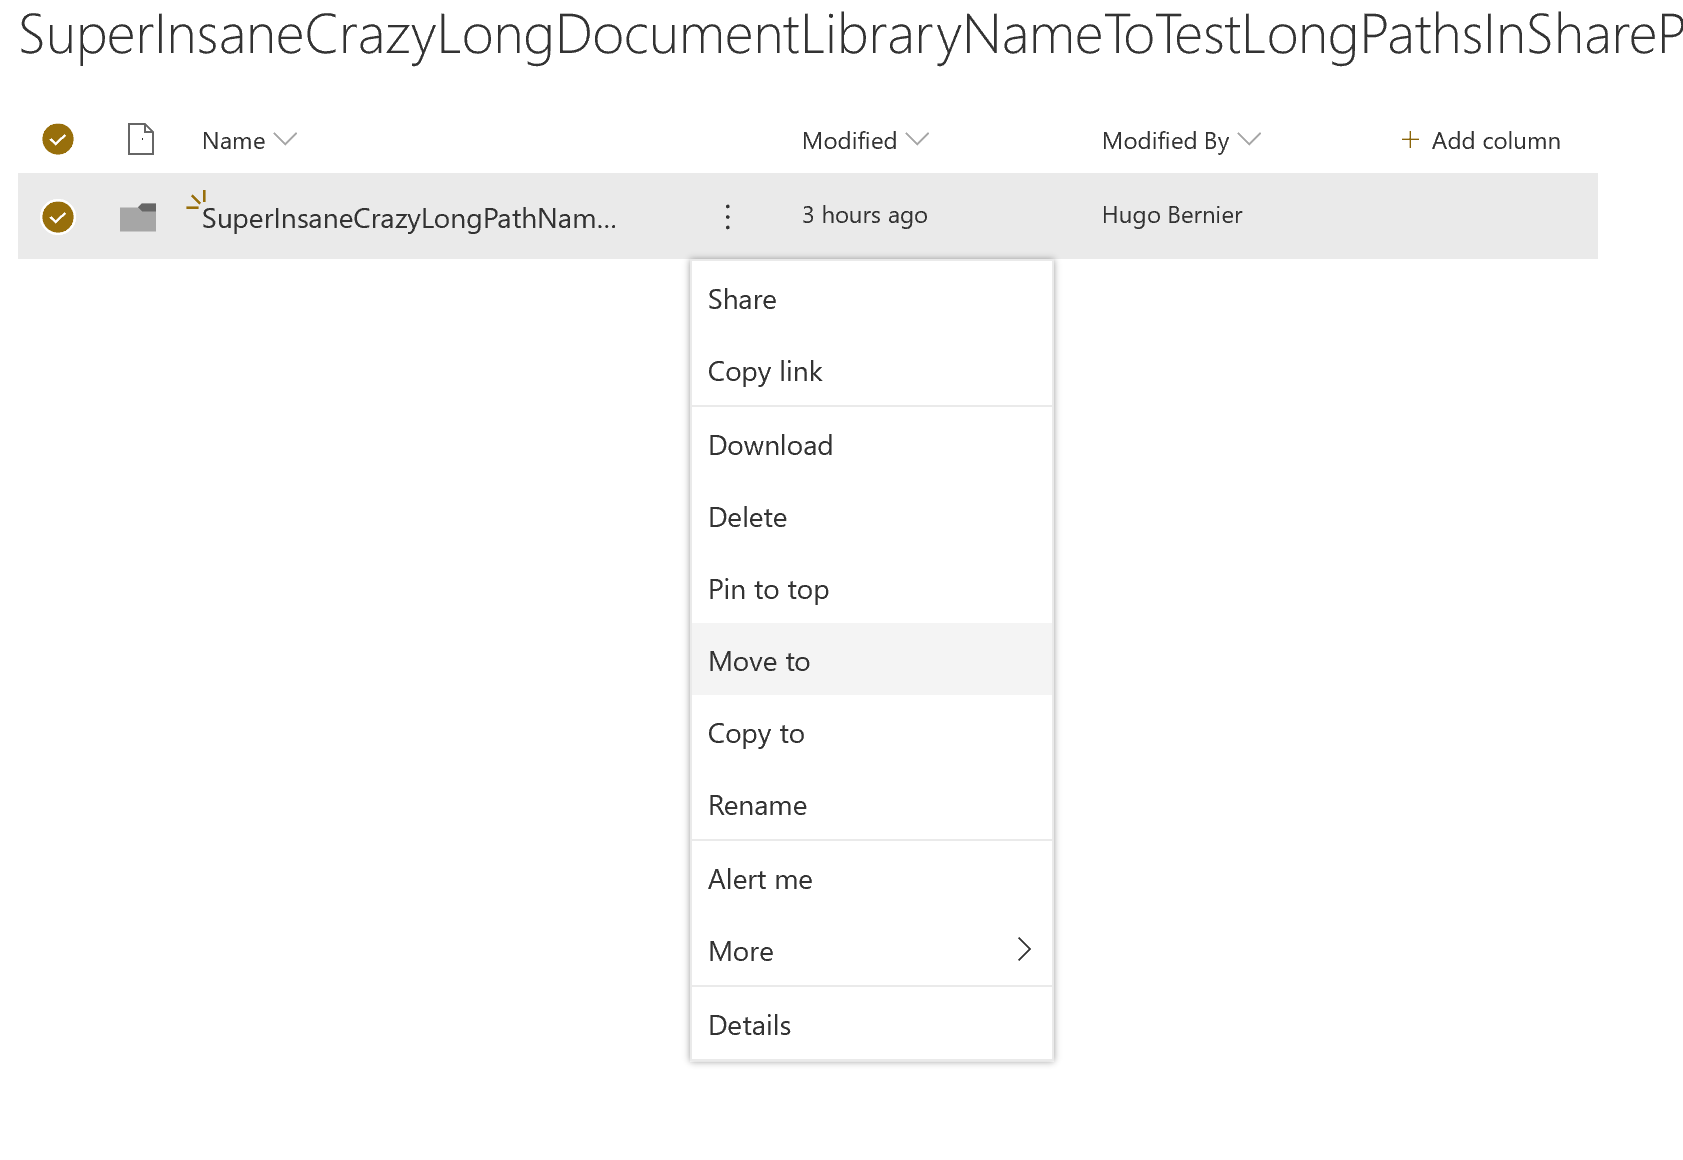 SuperInsaneCrazyLongDocumentLibraryNameToTestLongPathsInShareP
Name Modified Modified By + Add column
SuperInsaneCrazyLongPathNam... 3 hours ago Hugo Bernier
Share
Copy link
Download
Delete
Pin to top
Move to
Copy to
Rename
Alert me
More
Details